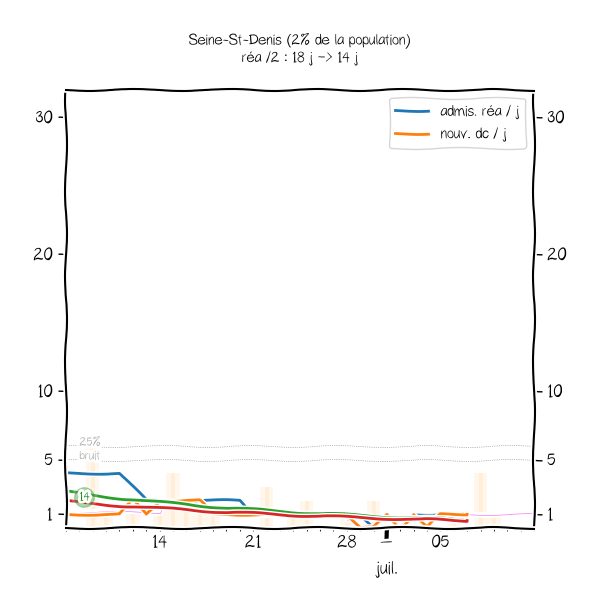 Seine-St-Denis (2% de la population)
réa /2 : 18 j -> 14 j
admis. réa / j
nouv. dc / j
30 30
20 20
10 10
25%
bruit
5 5
14
1 1
14 21 28 1 05
juil.